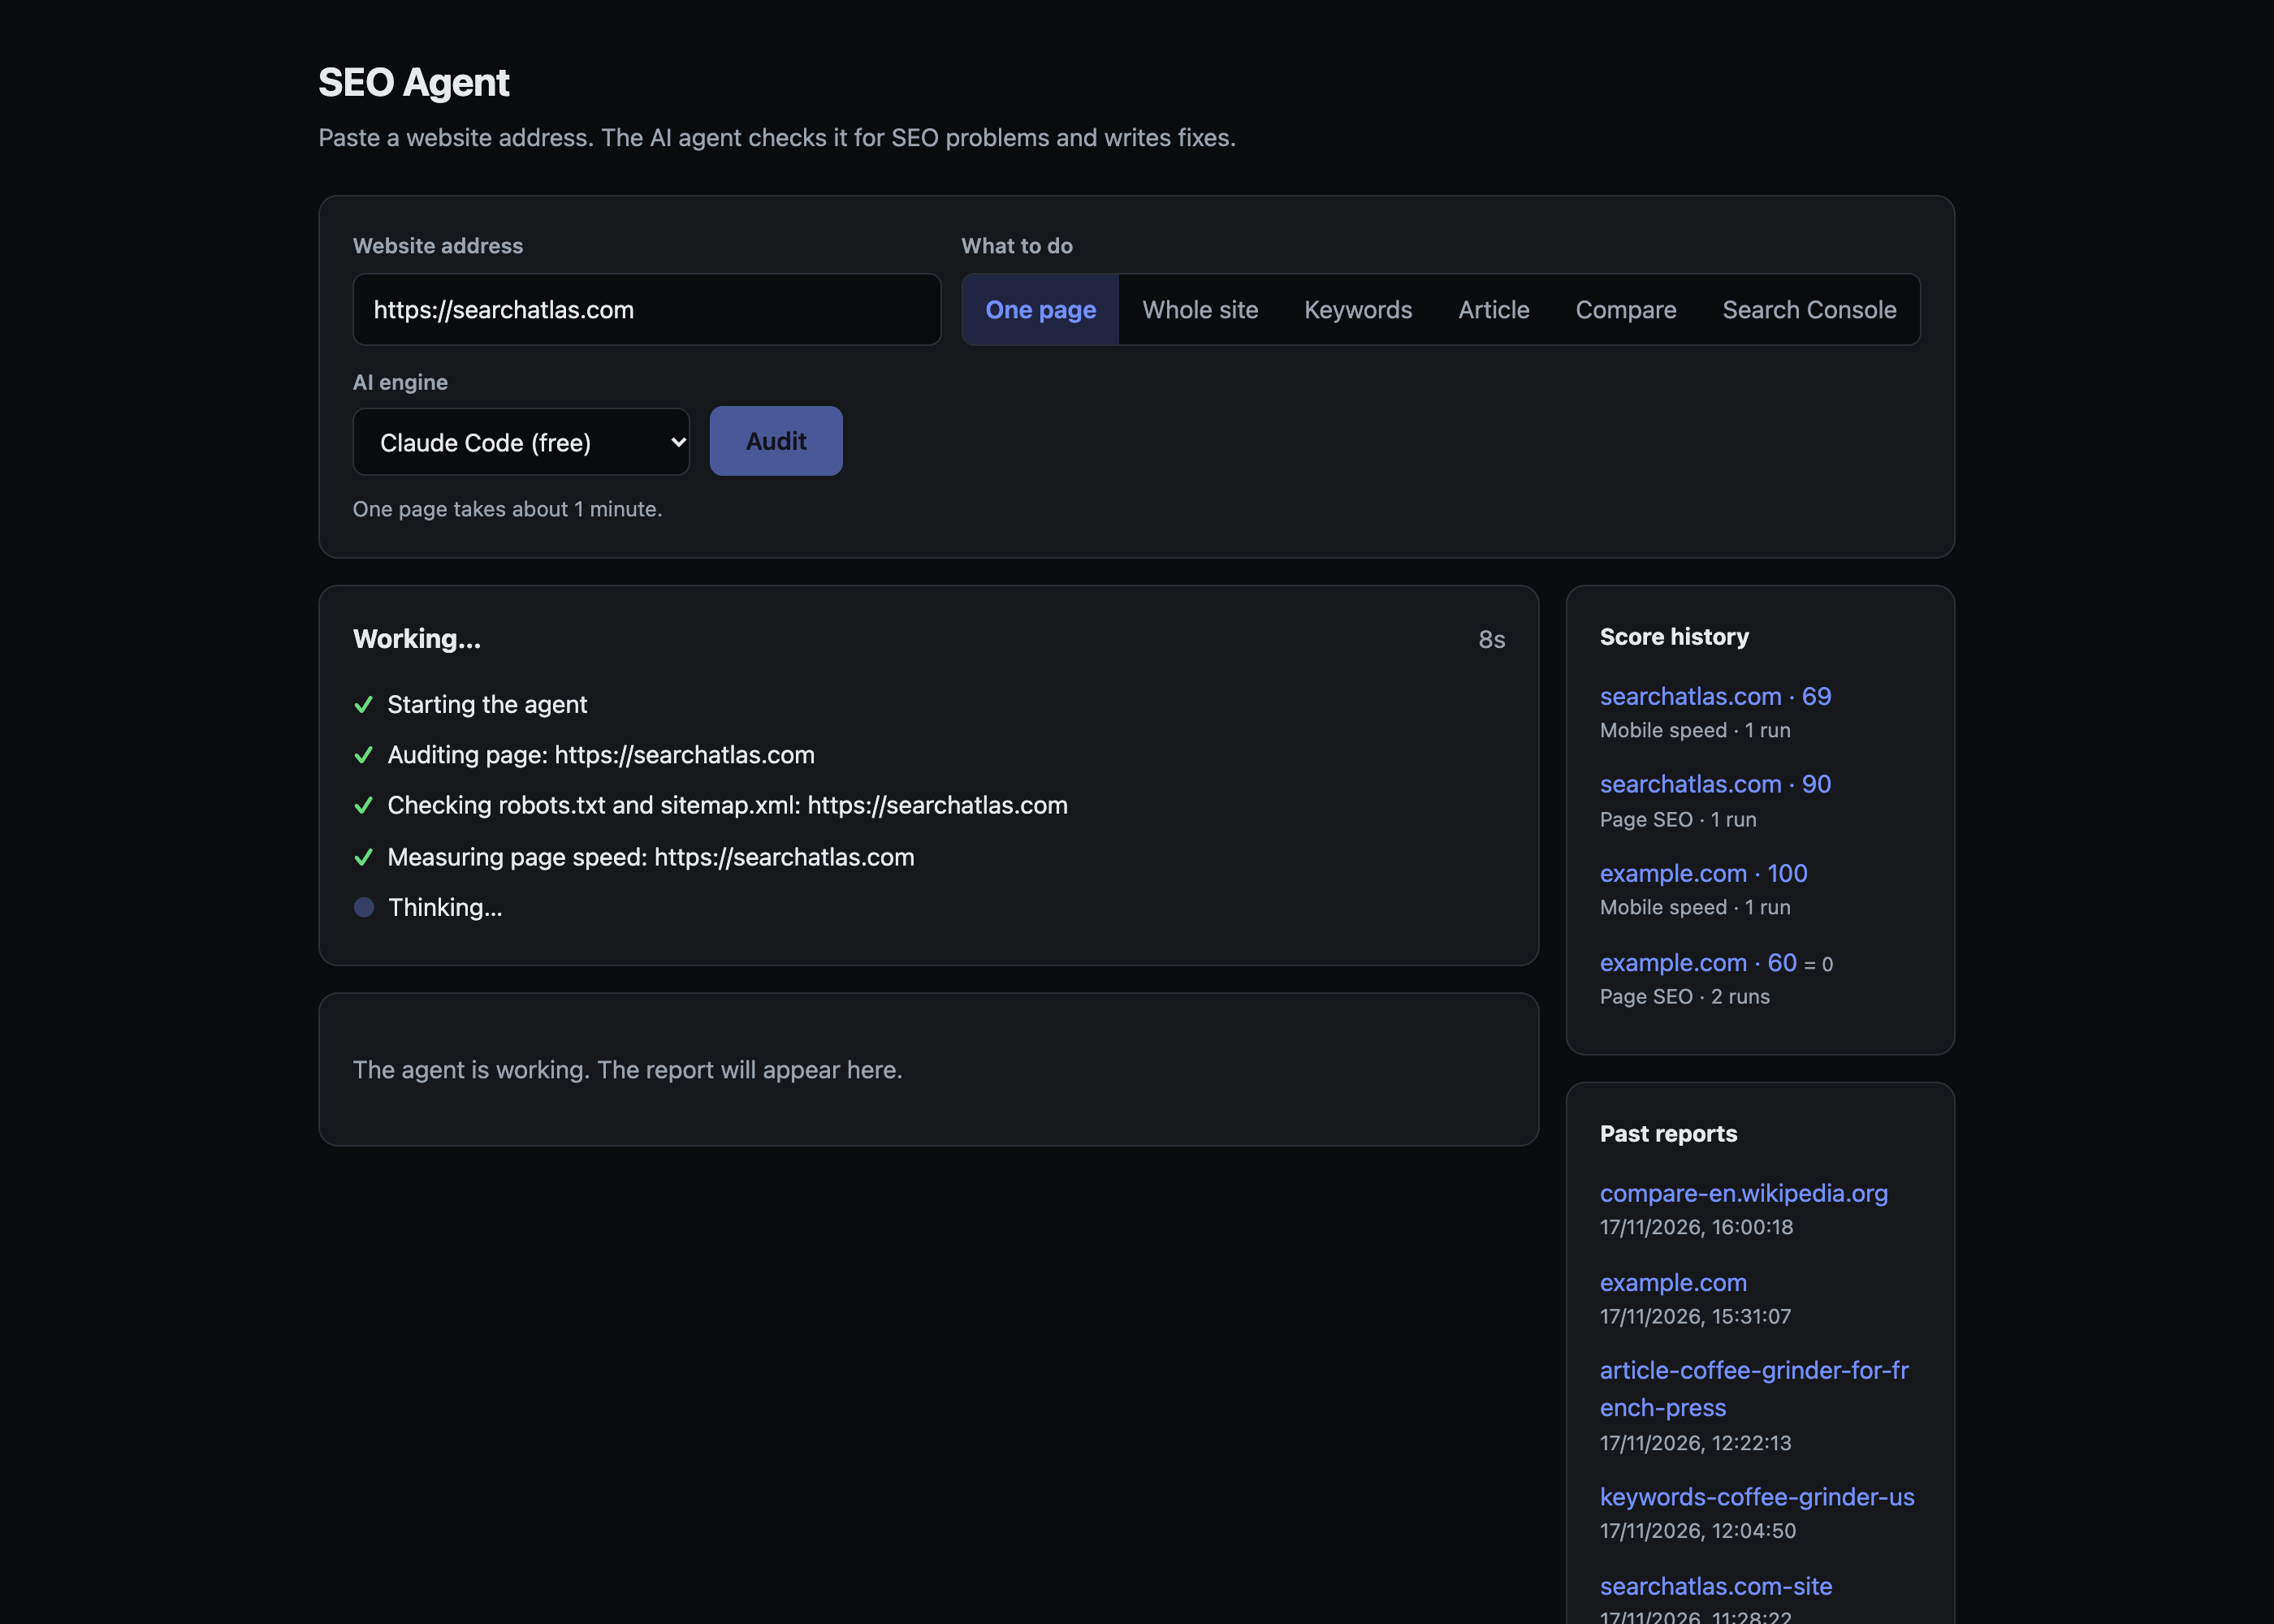 SEO Agent
Paste a website address. The AI agent checks it for SEO problems and writes fixes.
Website address
https://searchatlas.com
What to do
One page
Whole site
Keywords
Article
Compare
Search Console
AI engine
Claude Code (free)
Audit
One page takes about 1 minute.
Working...
8s
Starting the agent
Auditing page: https://searchatlas.com
Checking robots.txt and sitemap.xml: https://searchatlas.com
Measuring page speed: https://searchatlas.com
Thinking...
The agent is working. The report will appear here.
Score history
searchatlas.com · 69
Mobile speed · 1 run
searchatlas.com · 90
Page SEO · 1 run
example.com · 100
Mobile speed · 1 run
example.com · 60 = 0
Page SEO · 2 runs
Past reports
compare-en.wikipedia.org
17/11/2026, 16:00:18
example.com
17/11/2026, 15:31:07
article-coffee-grinder-for-fr
ench-press
17/11/2026, 12:22:13
keywords-coffee-grinder-us
17/11/2026, 12:04:50
searchatlas.com-site
17/11/2026, 11:28:22